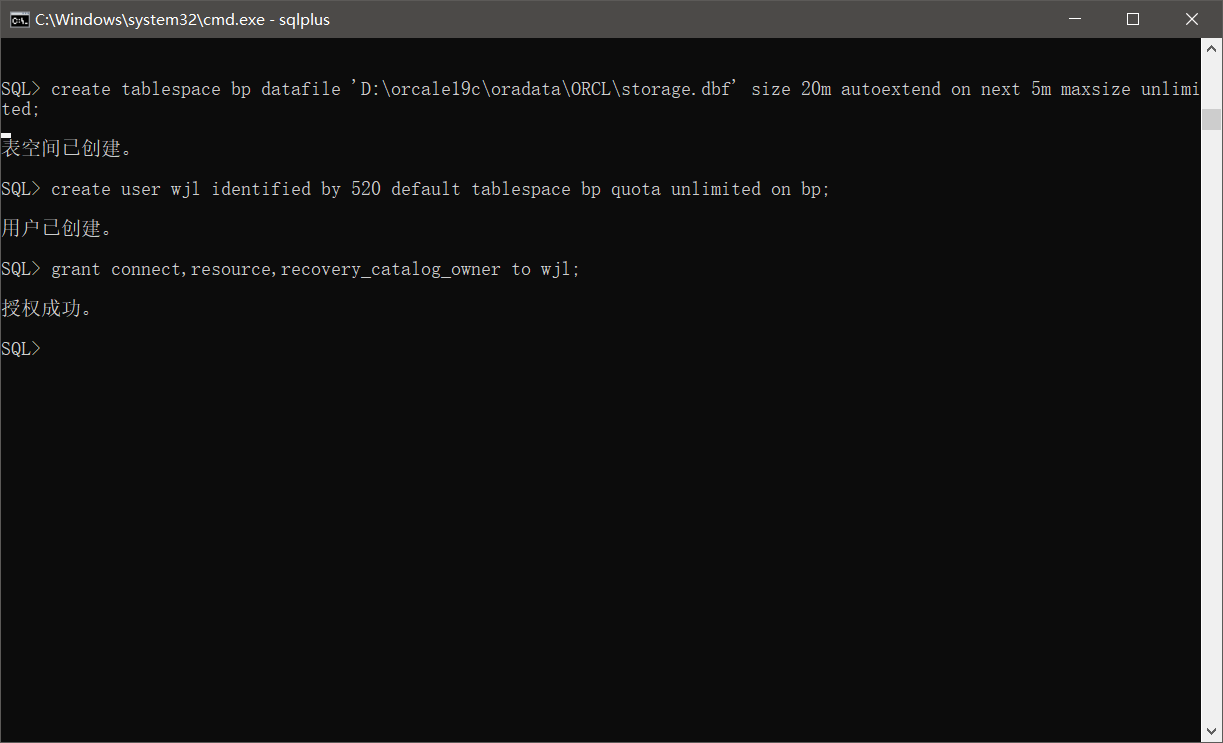 C:\Windows\system32\cmd.exe - sqlplus
SQL> create tablespace bp datafile 'D:\orcale19c\oradata\ORCL\storage.dbf' size 20m autoextend on next 5m maxsize unlimi
ted;
表空间已创建。
SQL> create user wjl identified by 520 default tablespace bp quota unlimited on bp;
用户已创建。
SQL> grant connect,resource,recovery_catalog_owner to wjl;
授权成功。
SQL>